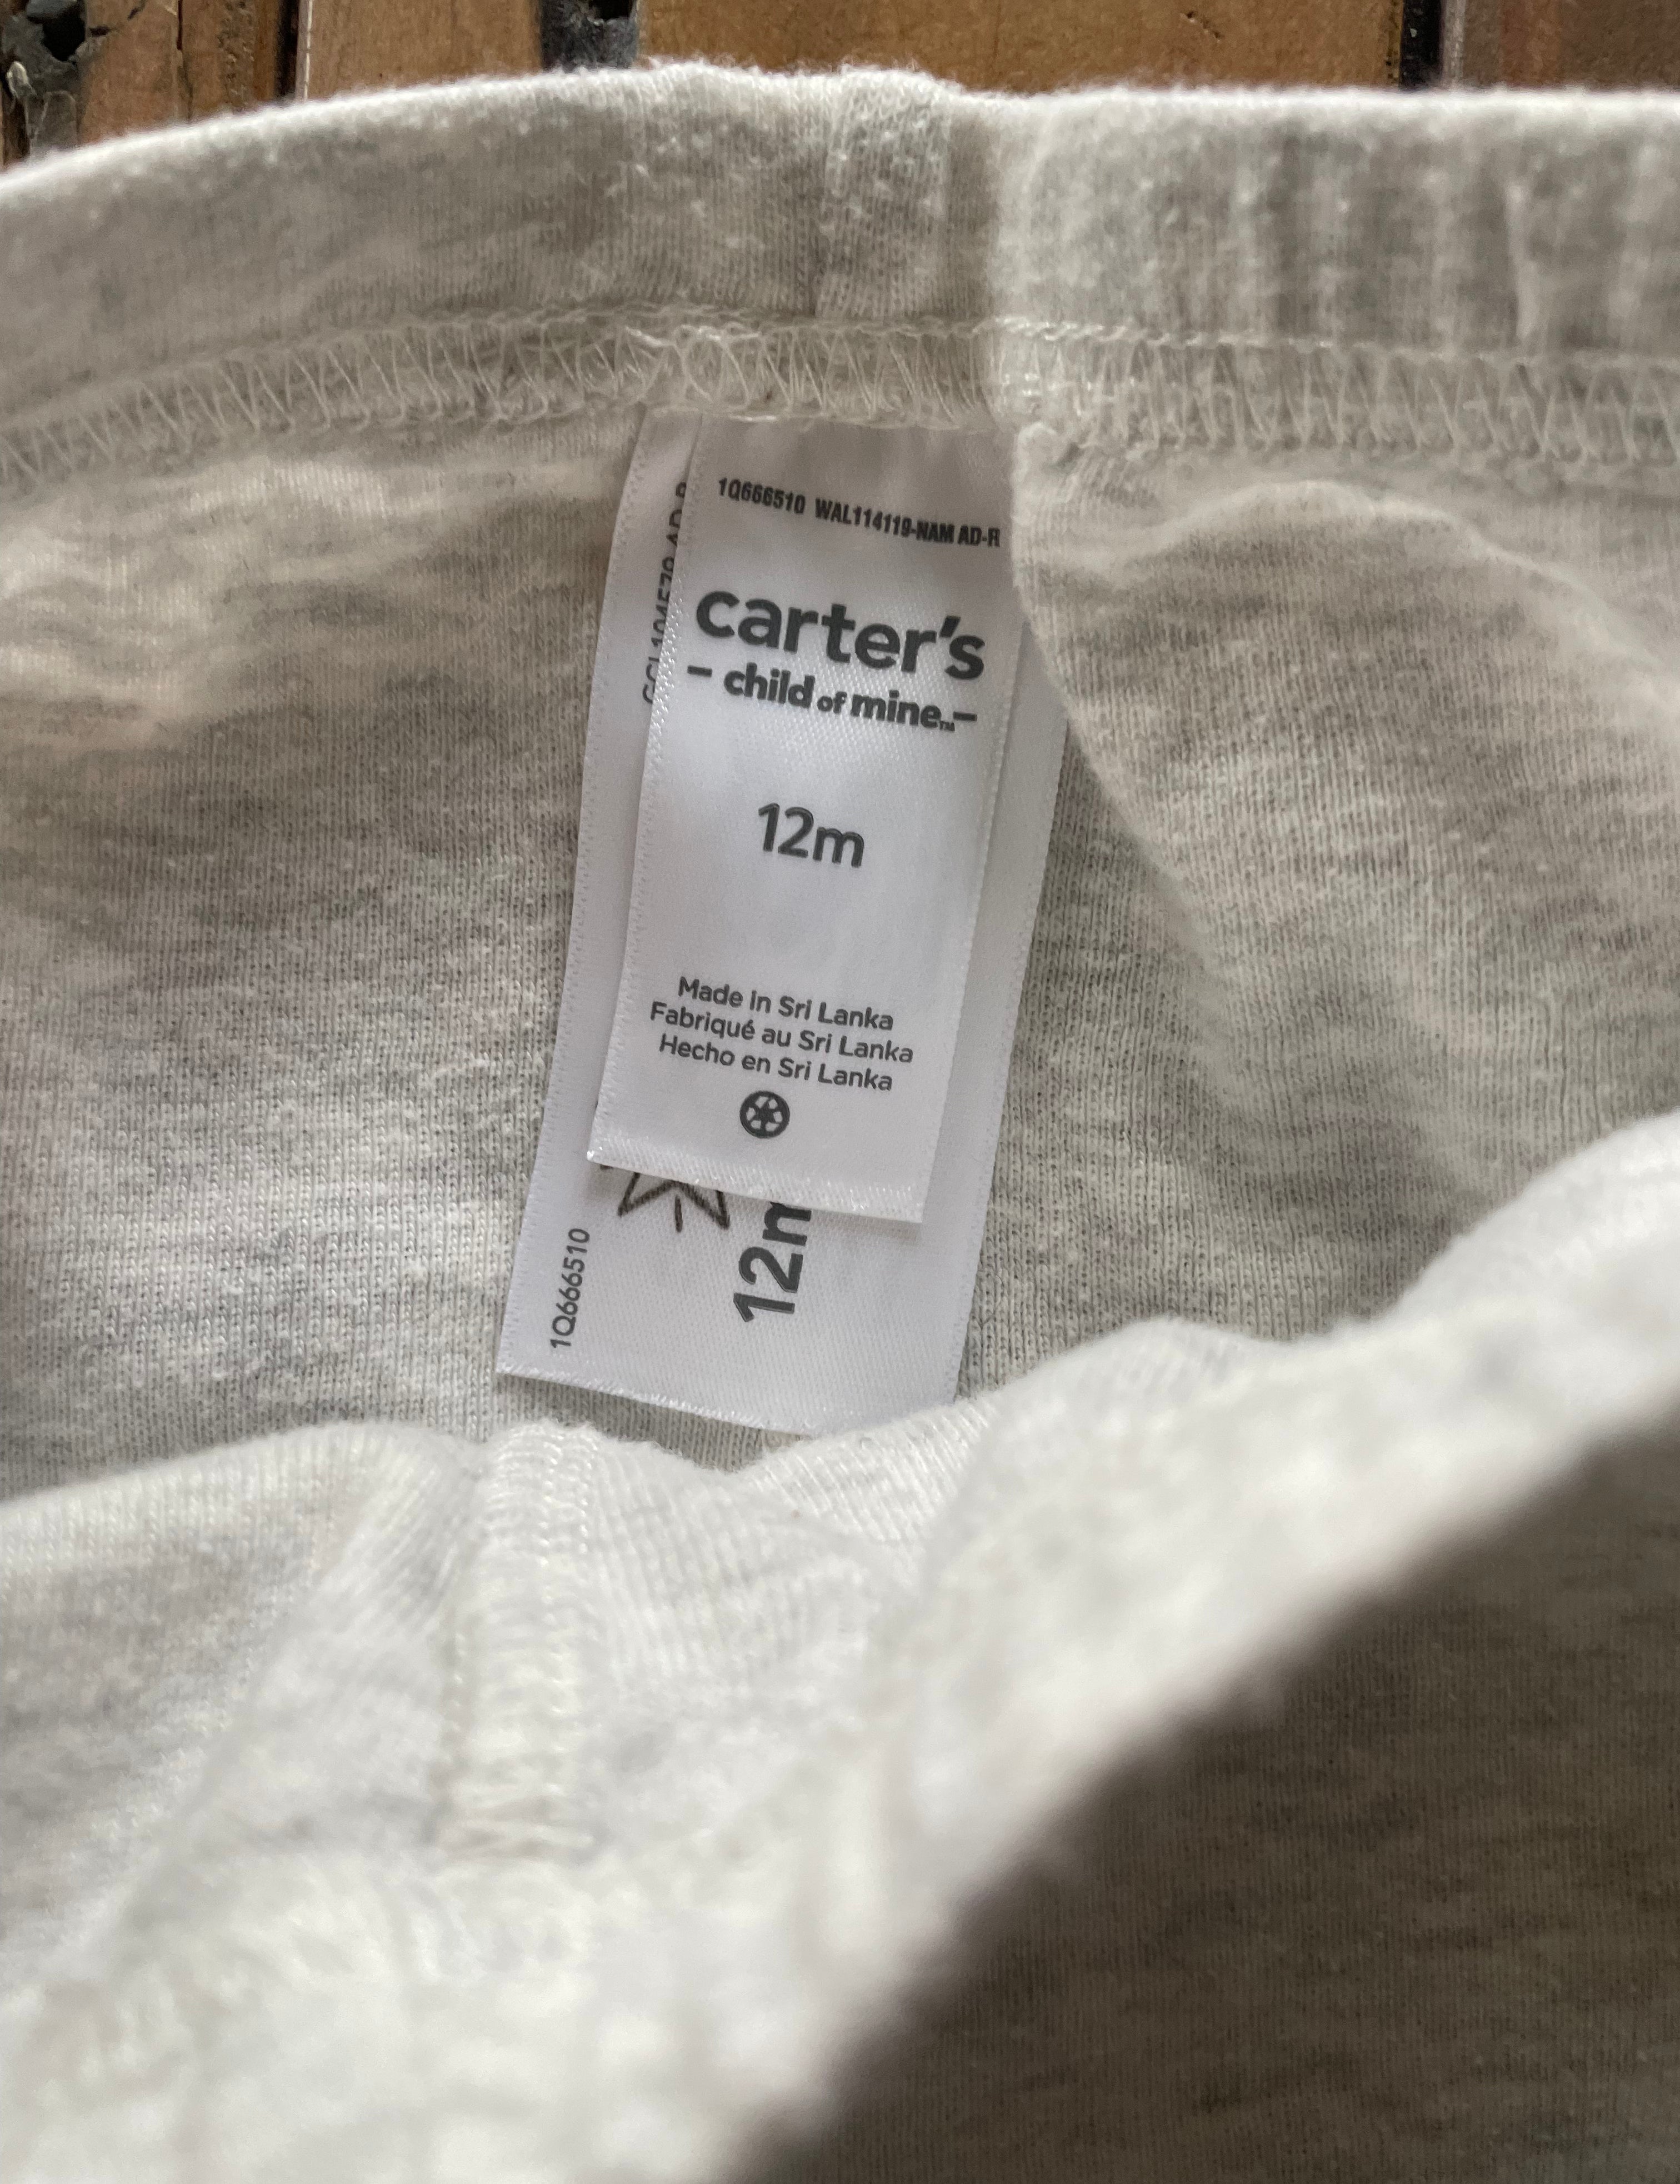 1Q666510 WAL114119-NAM AD-R
carter's
- child of mine™ -
12m
Made in Sri Lanka
Fabriqué au Sri Lanka
Hecho en Sri Lanka
1Q666510
12m